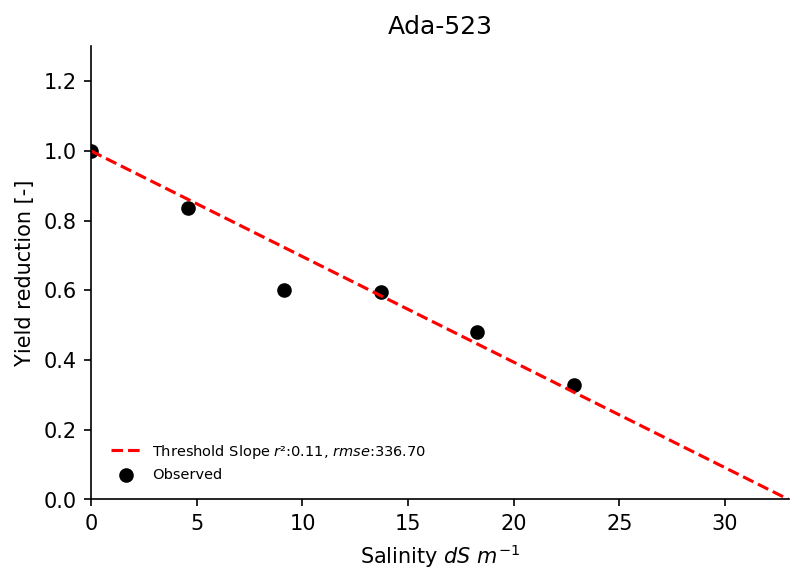 Ada-523
Yield reduction [-]
1.2
1.0
0.8
0.6
0.4
0.2
0.0
Threshold Slope r²:0.11, rmse:336.70
Observed
0 5 10 15 20 25 30
Salinity dS m⁻¹